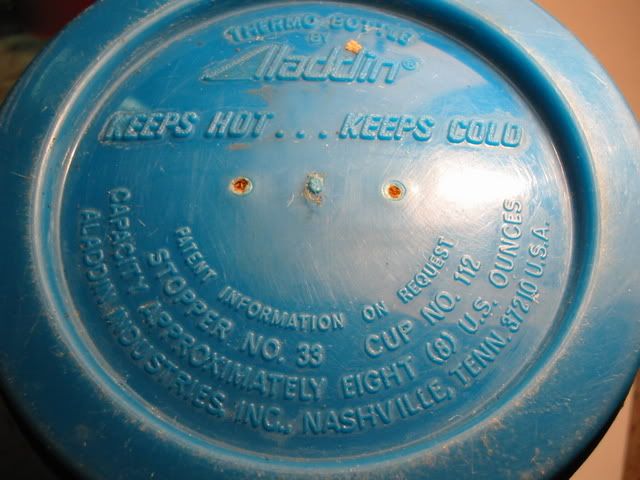 THERMO BOTTLE
BY
Aladdin®
KEEPS HOT... KEEPS COLD
PATENT INFORMATION ON REQUEST
STOPPER NO. 33 CUP NO. 112
CAPACITY APPROXIMATELY EIGHT (8) U.S. OUNCES
ALADDIN INDUSTRIES, INC., NASHVILLE, TENN. 37210 U.S.A.